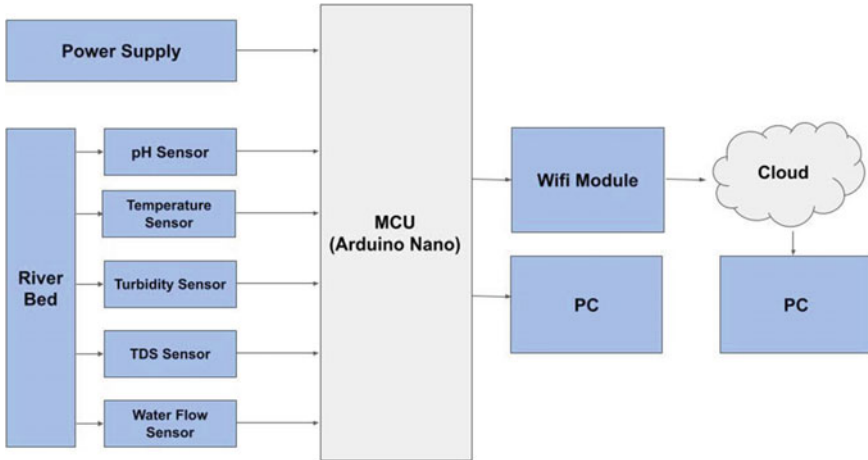 Power Supply
River
Bed
pH Sensor
Temperature
Sensor
Turbidity Sensor
TDS Sensor
Water Flow
Sensor
MCU
(Arduino Nano)
Wifi Module
PC
Cloud
PC